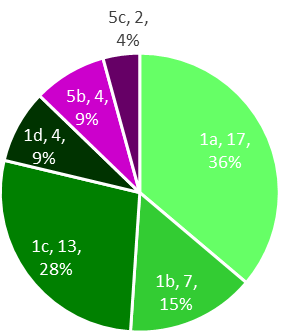 5c, 2,
4%
5b, 4,
9%
1a, 17,
36%
1d, 4,
9%
1c, 13,
28%
1b, 7,
15%